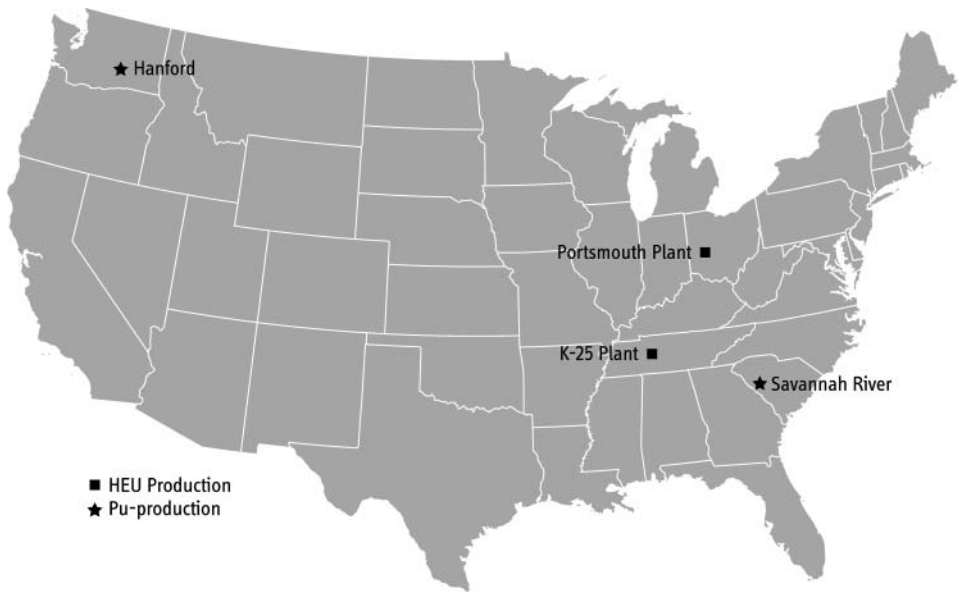 Hanford
Portsmouth Plant
K-25 Plant
Savannah River
HEU Production
Pu-production